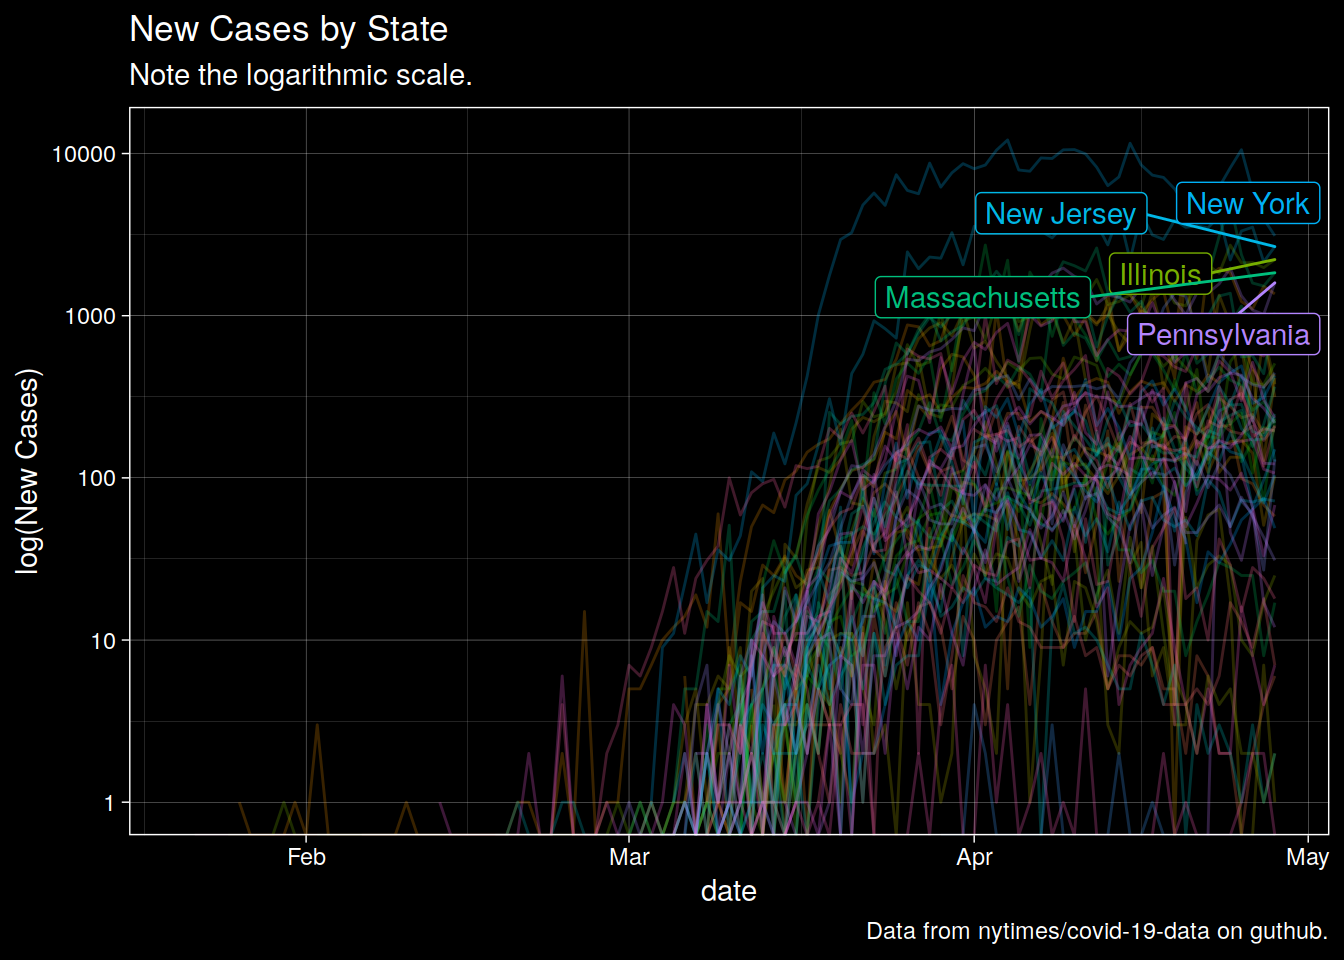 New Cases by State
Note the logarithmic scale.
10000
1000
100
10
1
log(New Cases)
New Jersey
New York
Illinois
Massachusetts
Pennsylvania
Feb
Mar
Apr
May
date
Data from nytimes/covid-19-data on guthub.